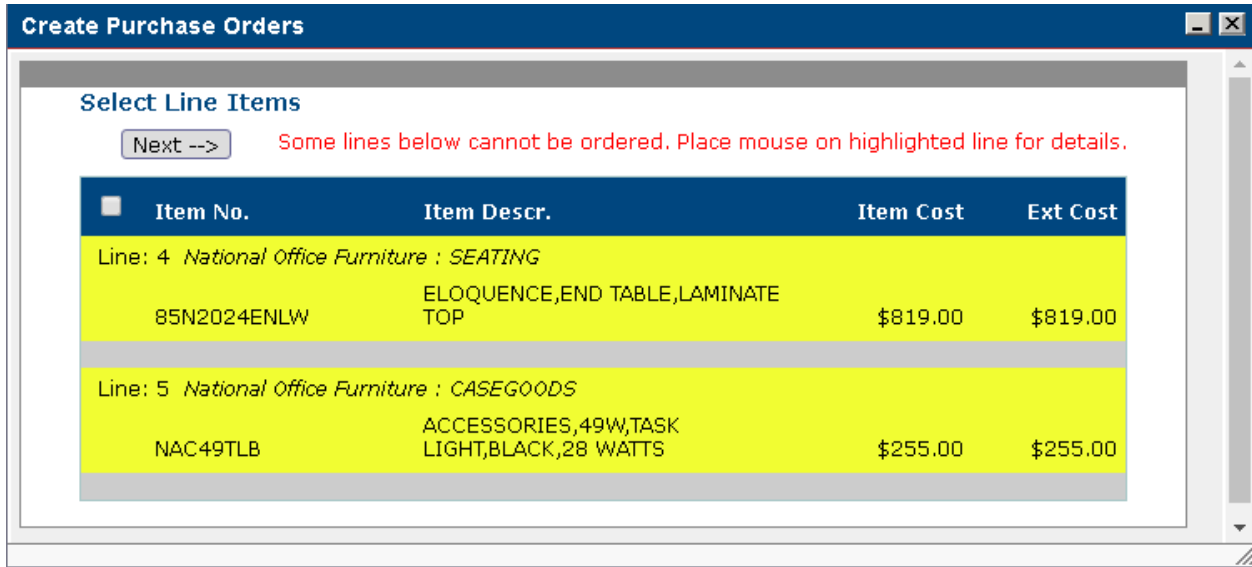 Create Purchase Orders
Select Line Items
Next --> Some lines below cannot be ordered. Place mouse on highlighted line for details.
Item No. Item Descr. Item Cost Ext Cost
Line: 4 National Office Furniture : SEATING
ELOQUENCE,END TABLE,LAMINATE
85N2024ENLW TOP $819.00 $819.00
Line: 5 National Office Furniture : CASEGOODS
ACCESSORIES,49W,TASK
NAC49TLB LIGHT,BLACK,28 WATTS $255.00 $255.00